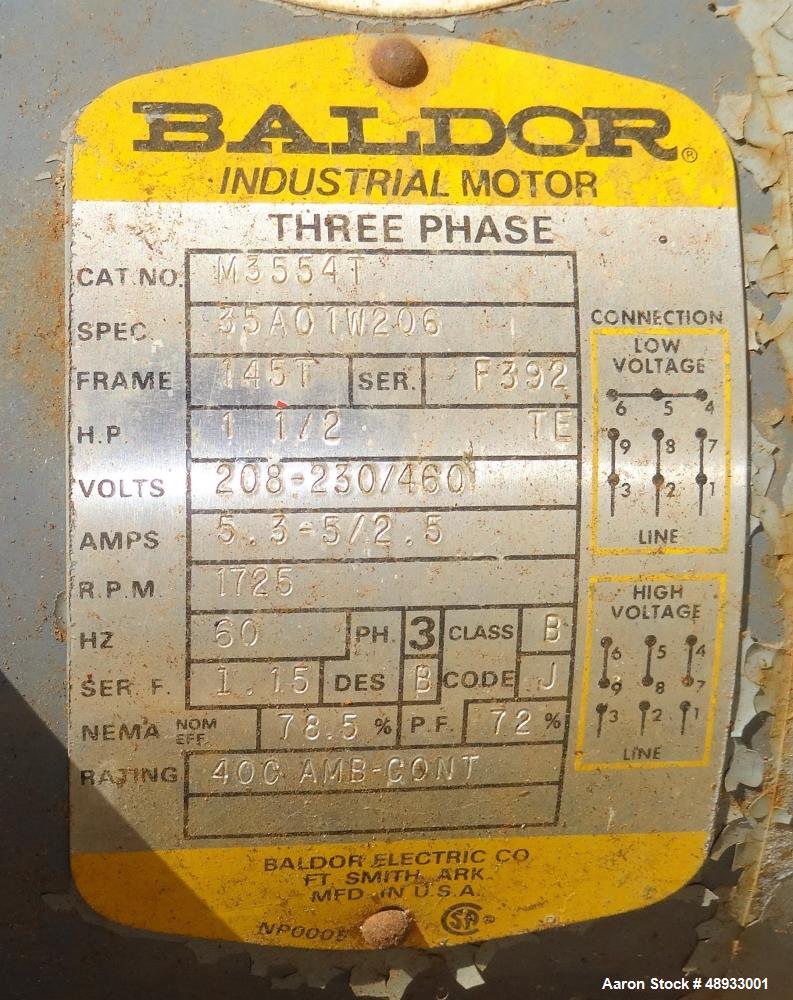 BALDOR®
INDUSTRIAL MOTOR
THREE PHASE
CAT.NO. M3554T
SPEC. 35A01W206
FRAME 145T SER. F392
H.P. 1 1/2 TE
VOLTS 208-230/460
AMPS 5.3-5/2.5
R.P.M. 1725
HZ 60 PH. 3 CLASS B
SER. F. 1.15 DES B CODE J
NEMA NOM EFF. 78.5 % P.F. 72 %
RATING 40C AMB-CONT
CONNECTION
LOW
VOLTAGE
6 5 4
9 8 7
3 2 1
LINE
HIGH
VOLTAGE
6 5 4
9 8 7
3 2 1
LINE
BALDOR ELECTRIC CO
FT. SMITH, ARK.
MFD. IN U.S.A.
SA ®
Aaron Stock # 48933001